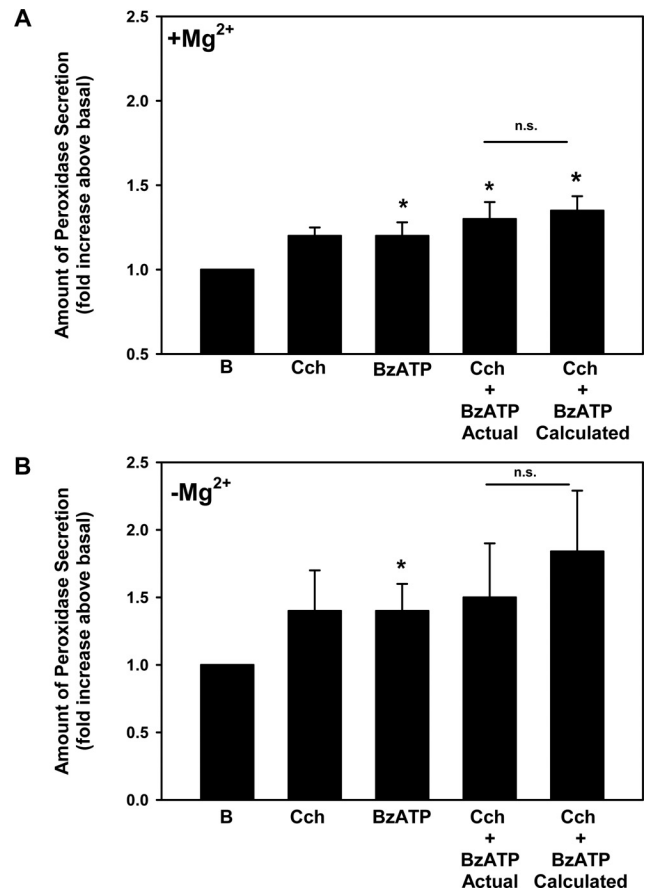 A
+Mg2+
Amount of Peroxidase Secretion
(fold increase above basal)
2.5
2.0
1.5
1.0
0.5
n.s.
*
*
*
B
Cch
BzATP
Cch
+
BzATP
Actual
Cch
+
BzATP
Calculated
B
-Mg2+
Amount of Peroxidase Secretion
(fold increase above basal)
2.5
2.0
1.5
1.0
0.5
0.0
n.s.
*
B
Cch
BzATP
Cch
+
BzATP
Actual
Cch
+
BzATP
Calculated